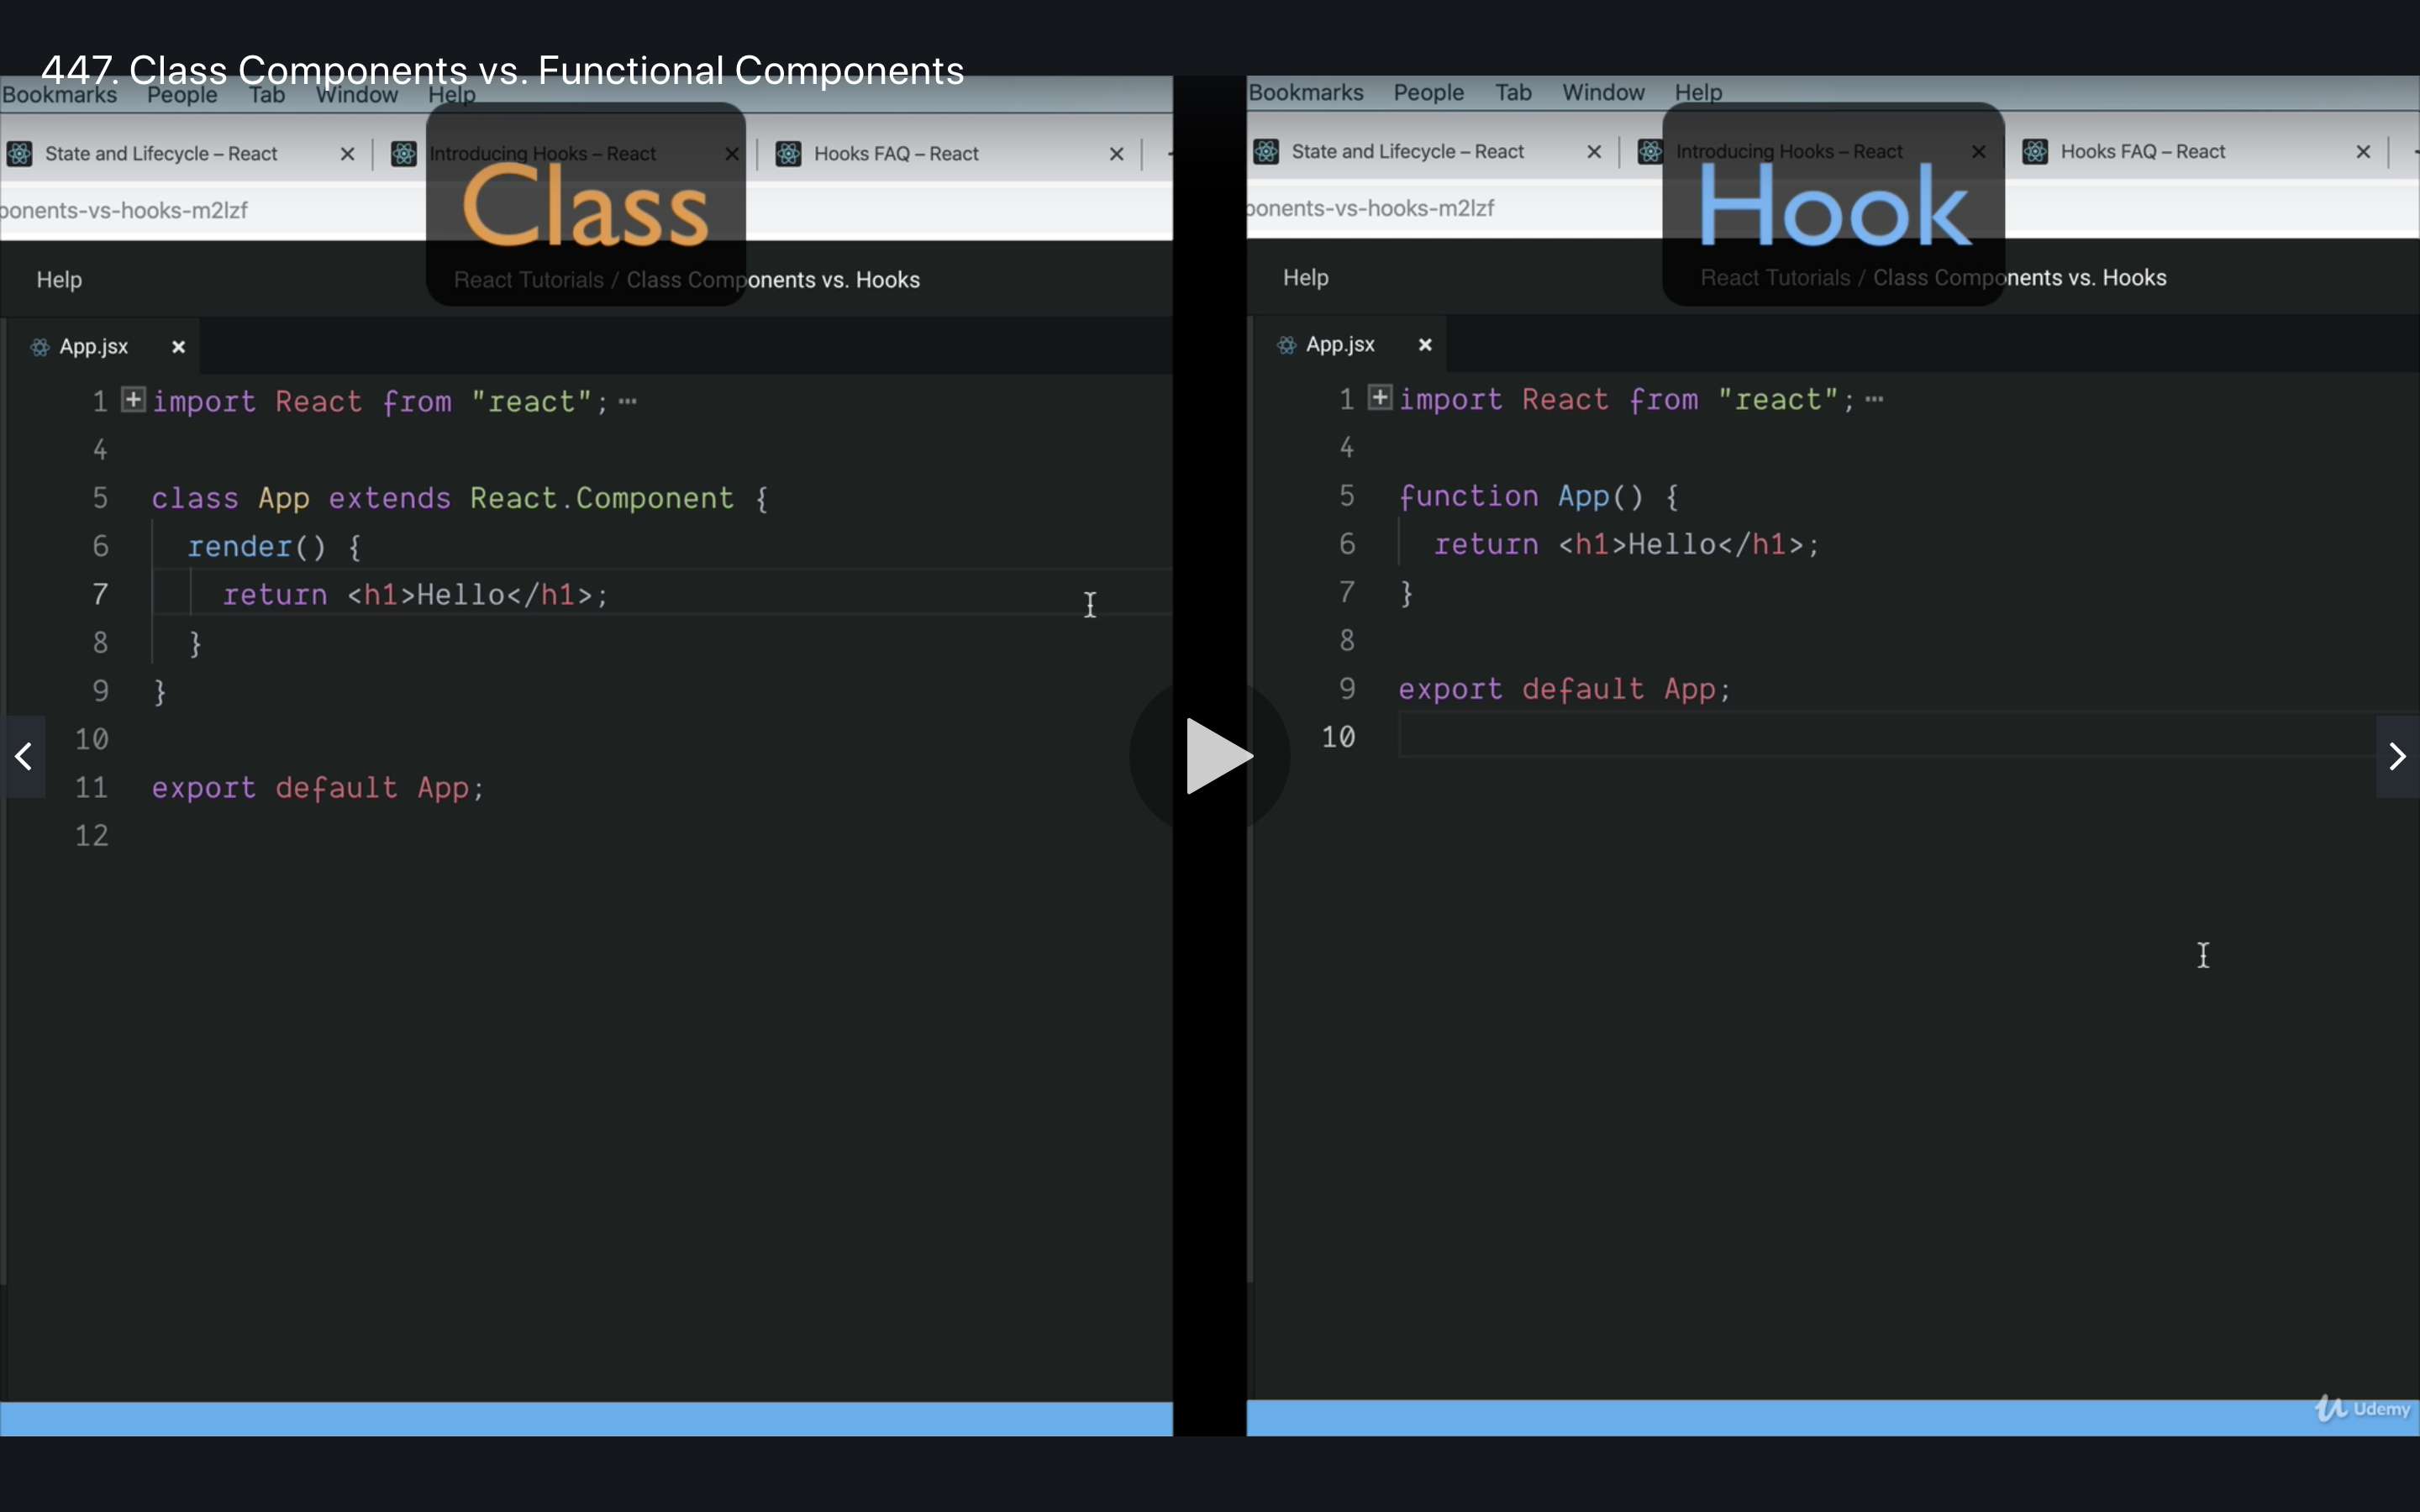 447. Class Components vs. Functional Components
Bookmarks People Tab Window Help
State and Lifecycle – React Introducing Hooks – React Hooks FAQ – React
Class
ponents-vs-hooks-m2lzf
Help React Tutorials / Class Components vs. Hooks
App.jsx
1 import React from "react"; ⋯
4
5 class App extends React.Component {
6 render() {
7 return <h1>Hello</h1>;
8 }
9 }
10
11 export default App;
12
Bookmarks People Tab Window Help
State and Lifecycle – React Introducing Hooks – React Hooks FAQ – React
Hook
ponents-vs-hooks-m2lzf
Help React Tutorials / Class Components vs. Hooks
App.jsx
1 import React from "react"; ⋯
4
5 function App() {
6 return <h1>Hello</h1>;
7 }
8
9 export default App;
10
Udemy